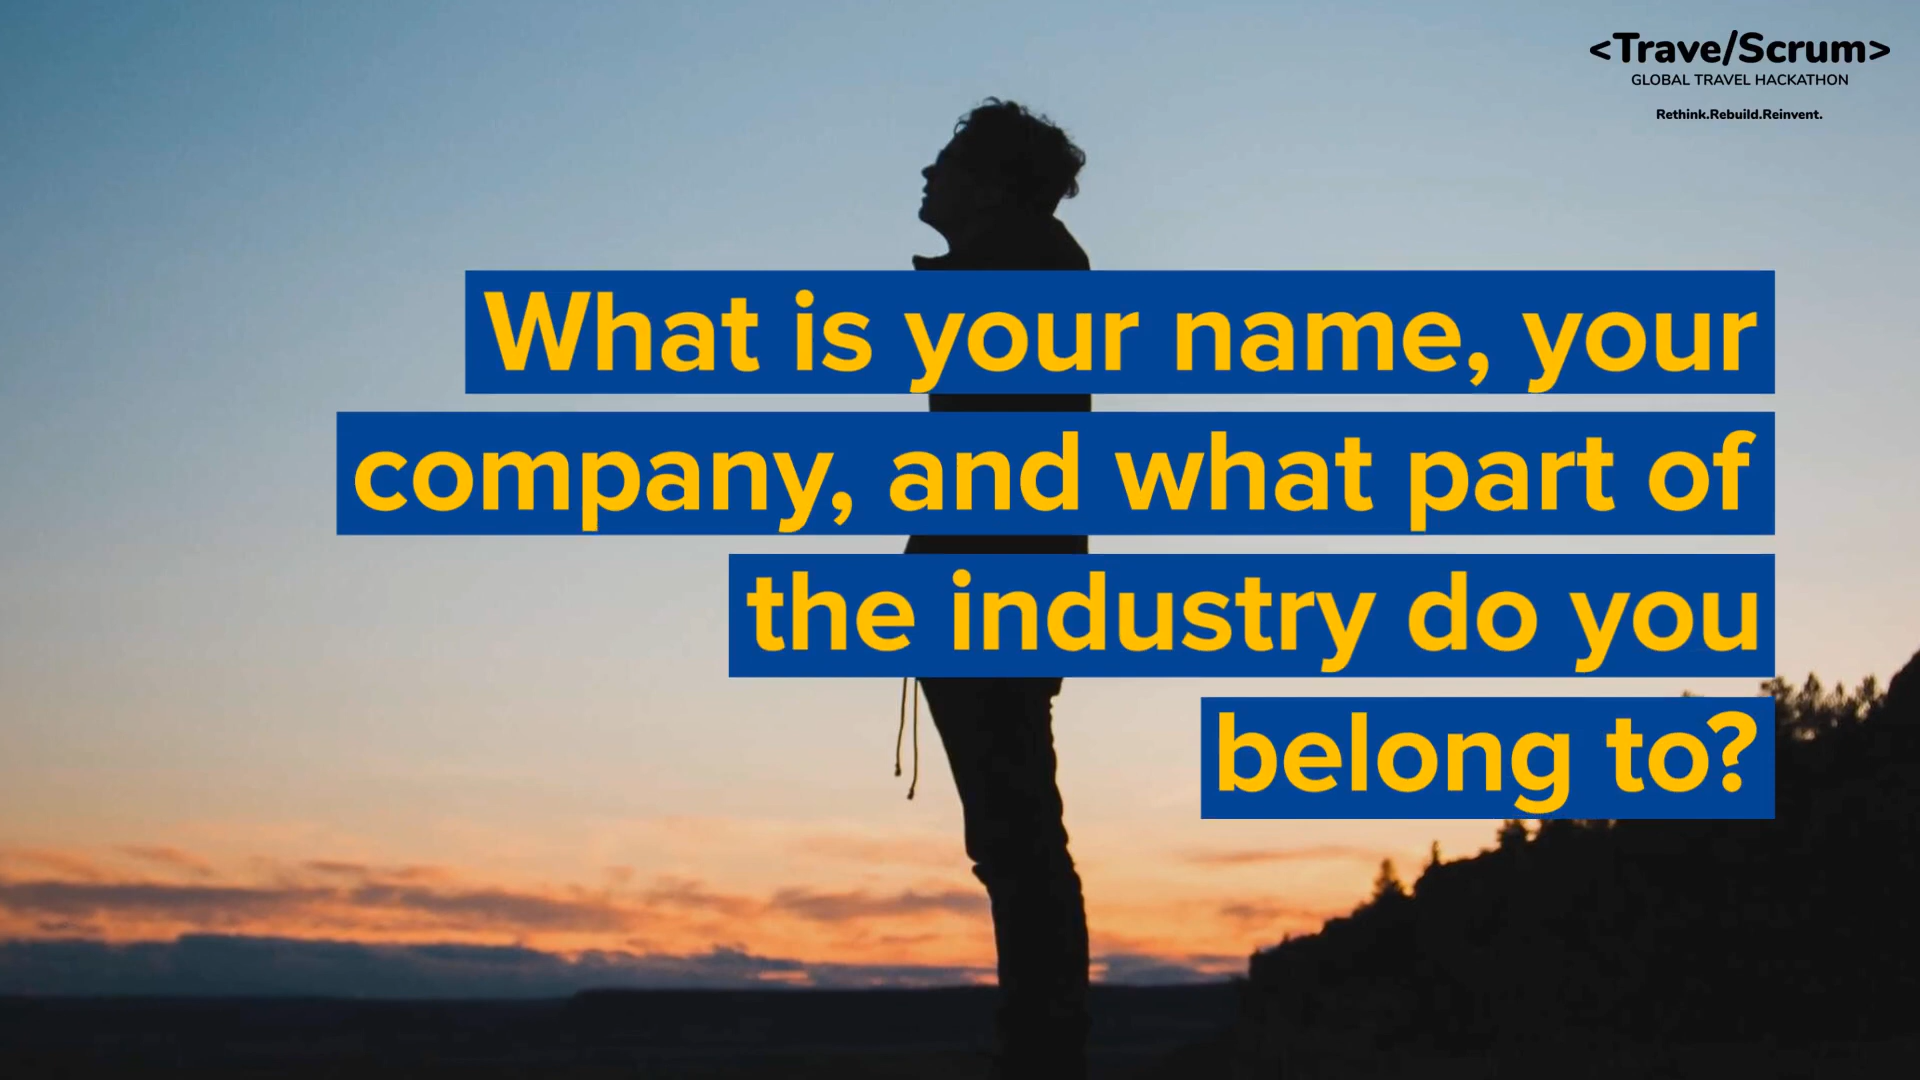 <Trave/Scrum>
GLOBAL TRAVEL HACKATHON
Rethink.Rebuild.Reinvent.
What is your name, your
company, and what part of
the industry do you
belong to?